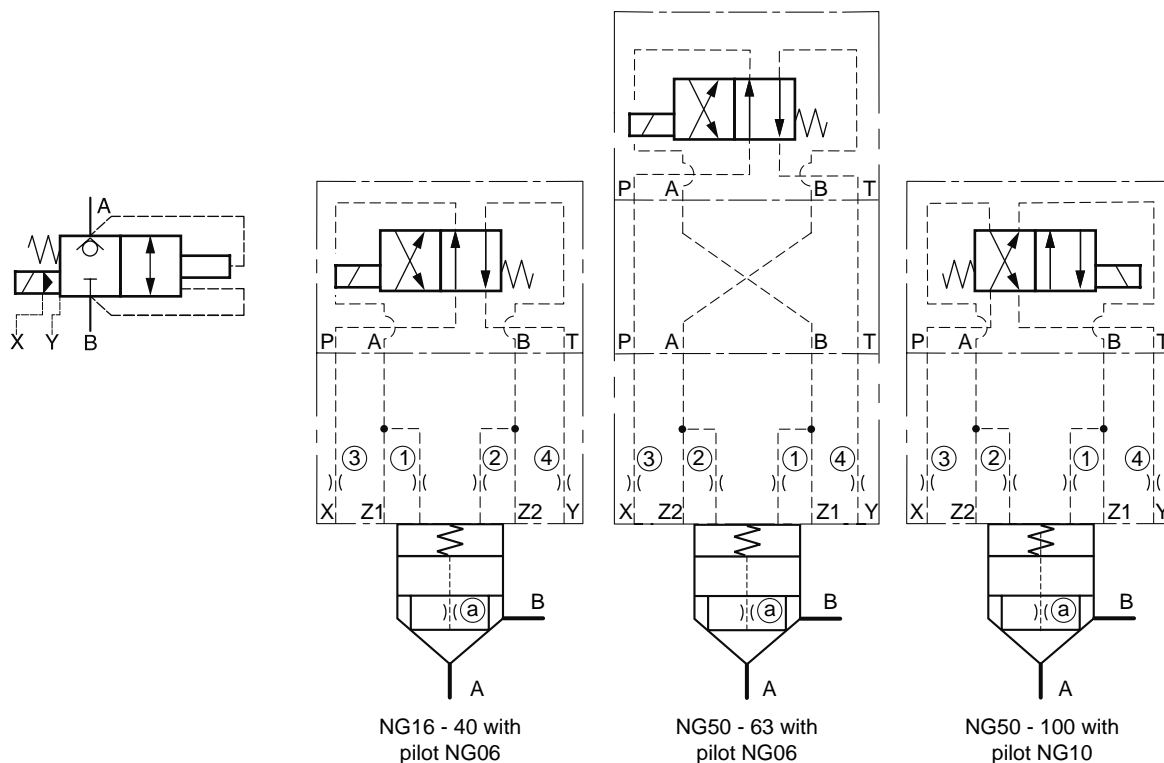 A
X Y B
P A B T
3 1 2 4
X Z1 Z2 Y
a B
A
NG16 - 40 with
pilot NG06
P A B T
P A B T
3 2 1 4
X Z2 Z1 Y
a B
A
NG50 - 63 with
pilot NG06
P A B T
3 2 1 4
X Z2 Z1 Y
a B
A
NG50 - 100 with
pilot NG10